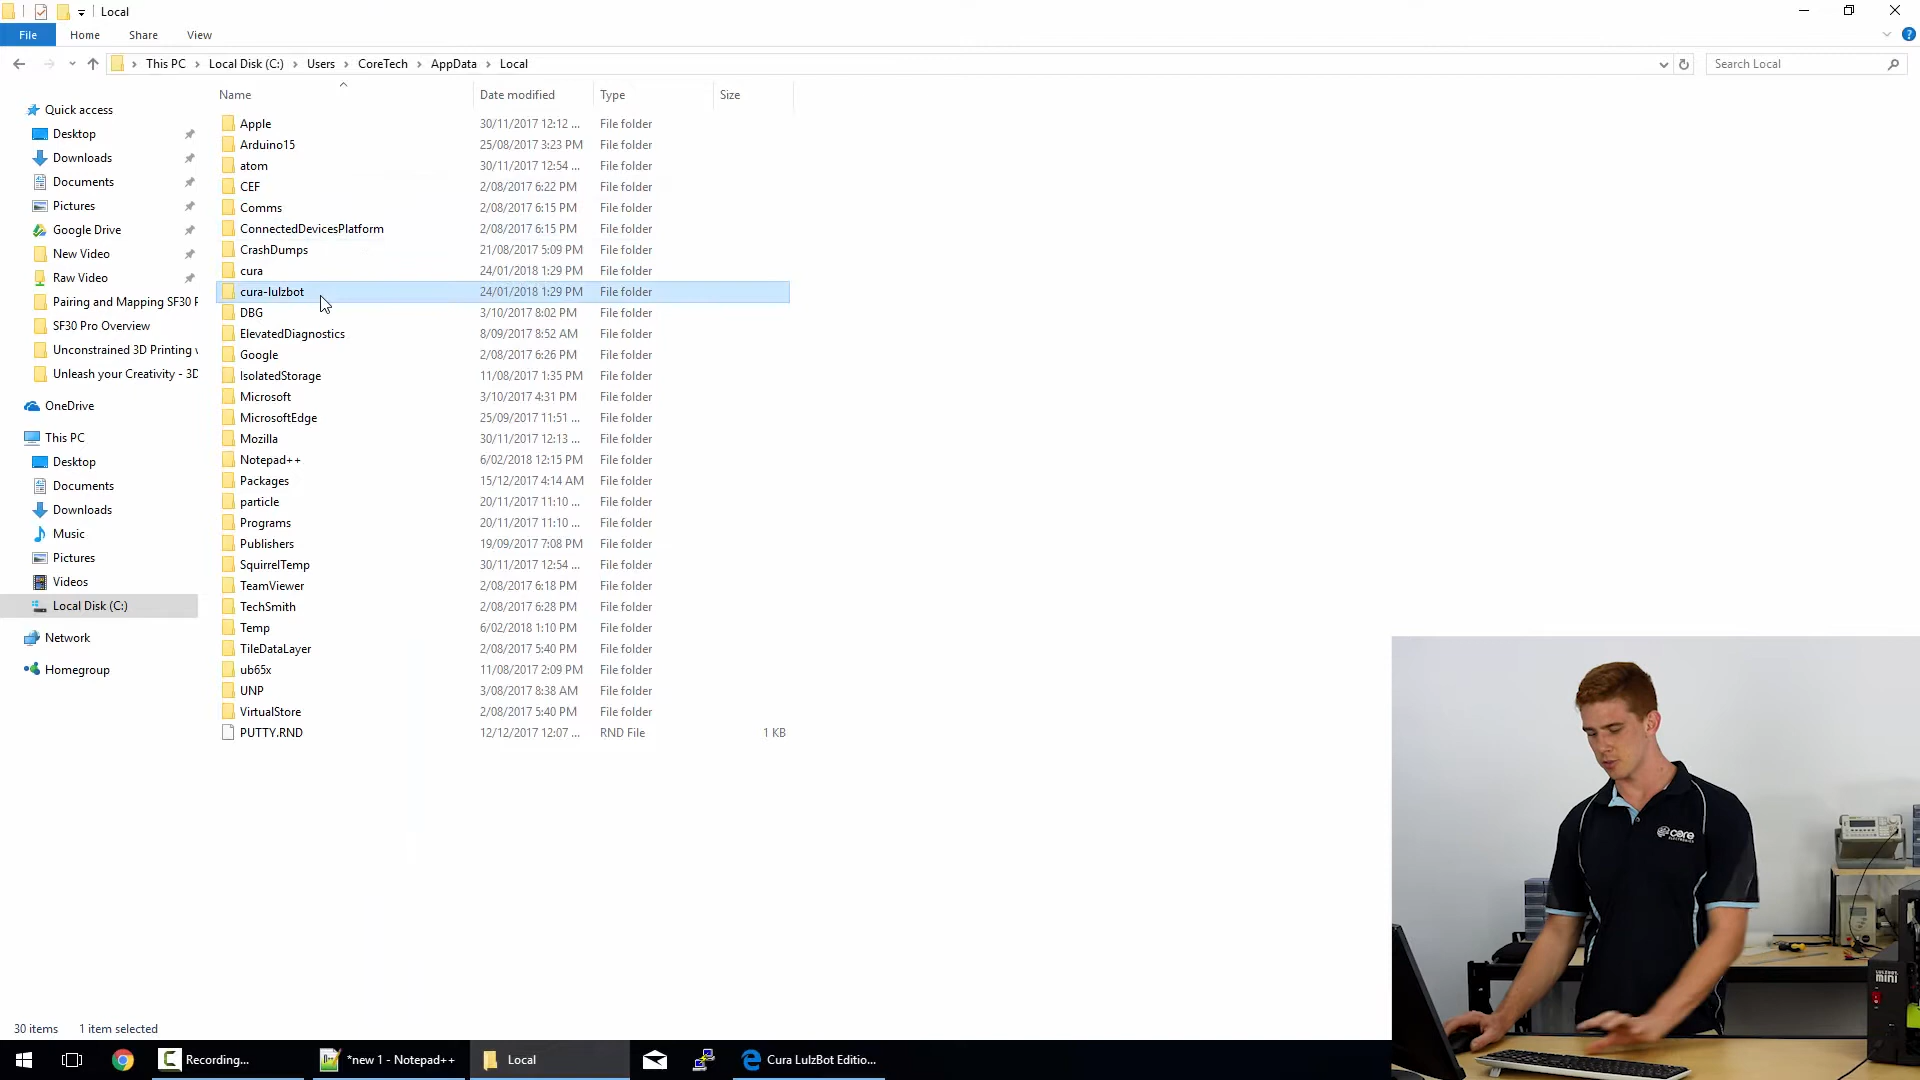 Local
File Home Share View
This PC Local Disk (C:) Users CoreTech AppData Local
Search Local
Name Date modified Type Size
Quick access
Desktop
Downloads
Documents
Pictures
Google Drive
New Video
Raw Video
Pairing and Mapping SF30 F
SF30 Pro Overview
Unconstrained 3D Printing v
Unleash your Creativity - 3D
OneDrive
This PC
Desktop
Documents
Downloads
Music
Pictures
Videos
Local Disk (C:)
Network
Homegroup
Apple 30/11/2017 12:12 ... File folder
Arduino15 25/08/2017 3:23 PM File folder
atom 30/11/2017 12:54 ... File folder
CEF 2/08/2017 6:22 PM File folder
Comms 2/08/2017 6:15 PM File folder
ConnectedDevicesPlatform 2/08/2017 6:15 PM File folder
CrashDumps 21/08/2017 5:09 PM File folder
cura 24/01/2018 1:29 PM File folder
cura-lulzbot 24/01/2018 1:29 PM File folder
DBG 3/10/2017 8:02 PM File folder
ElevatedDiagnostics 8/09/2017 8:52 AM File folder
Google 2/08/2017 6:26 PM File folder
IsolatedStorage 11/08/2017 1:35 PM File folder
Microsoft 3/10/2017 4:31 PM File folder
MicrosoftEdge 25/09/2017 11:51 ... File folder
Mozilla 30/11/2017 12:13 ... File folder
Notepad++ 6/02/2018 12:15 PM File folder
Packages 15/12/2017 4:14 AM File folder
particle 20/11/2017 11:10 ... File folder
Programs 20/11/2017 11:10 ... File folder
Publishers 19/09/2017 7:08 PM File folder
SquirrelTemp 30/11/2017 12:54 ... File folder
TeamViewer 2/08/2017 6:18 PM File folder
TechSmith 2/08/2017 6:28 PM File folder
Temp 6/02/2018 1:10 PM File folder
TileDataLayer 2/08/2017 5:40 PM File folder
ub65x 11/08/2017 2:09 PM File folder
UNP 3/08/2017 8:38 AM File folder
VirtualStore 2/08/2017 5:40 PM File folder
PUTTY.RND 12/12/2017 12:07 ... RND File 1 KB
core
ELECTRONICS
LULZBOT
mini
30 items 1 item selected
Recording... *new 1 - Notepad++ Local Cura LulzBot Editio...